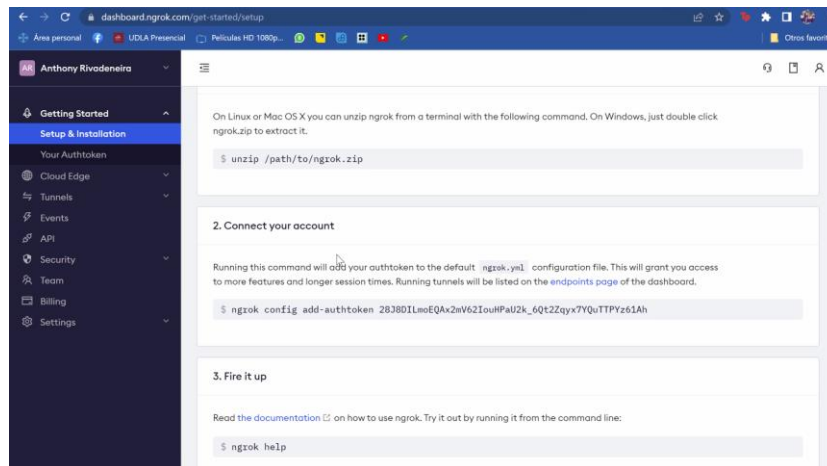 dashboard.ngrok.com/get-started/setup
Área personal UDLA Presencial Películas HD 1080p... Otros favorit
AR Anthony Rivadeneira
Getting Started
Setup & Installation
Your Authtoken
Cloud Edge
Tunnels
Events
API
Security
Team
Billing
Settings
On Linux or Mac OS X you can unzip ngrok from a terminal with the following command. On Windows, just double click
ngrok.zip to extract it.
$ unzip /path/to/ngrok.zip
2. Connect your account
Running this command will add your authtoken to the default ngrok.yml configuration file. This will grant you access
to more features and longer session times. Running tunnels will be listed on the endpoints page of the dashboard.
$ ngrok config add-authtoken 28J8DILmoEQAx2mV62IouHPaU2k_6Qt2Zqyx7YQuTTPYz61Ah
3. Fire it up
Read the documentation on how to use ngrok. Try it out by running it from the command line:
$ ngrok help